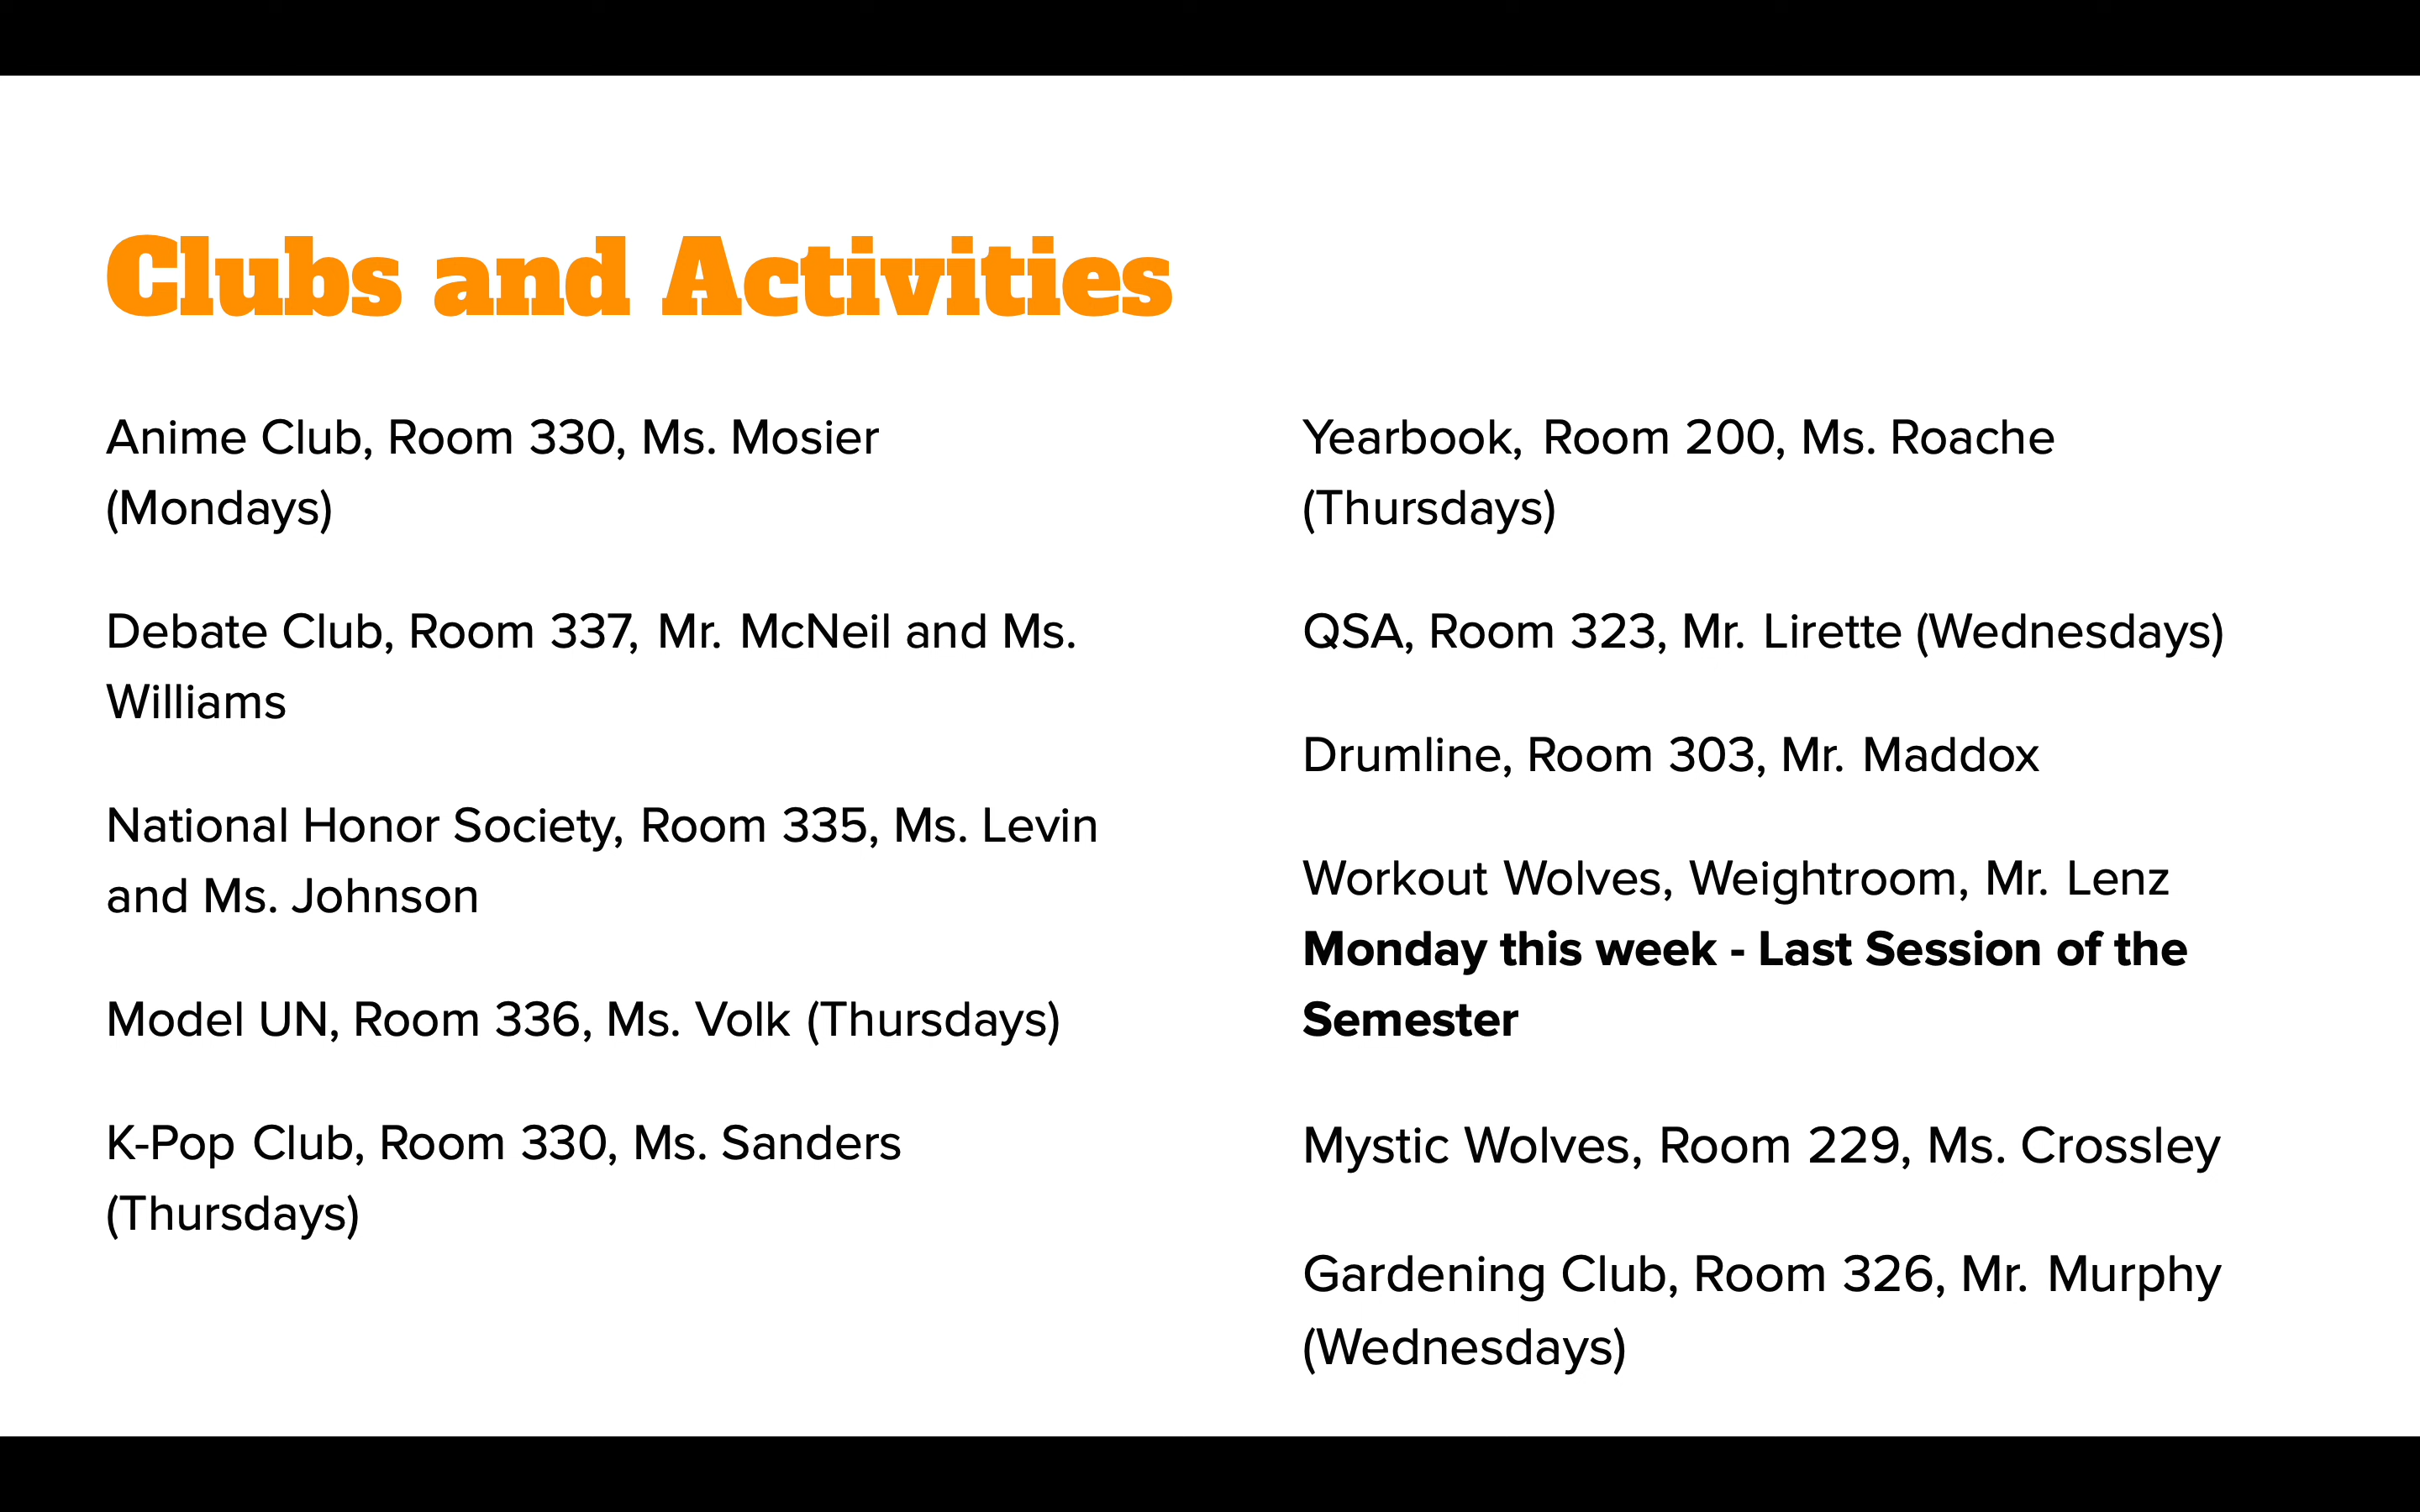 Clubs and Activities
Anime Club, Room 330, Ms. Mosier
(Mondays)
Debate Club, Room 337, Mr. McNeil and Ms.
Williams
National Honor Society, Room 335, Ms. Levin
and Ms. Johnson
Model UN, Room 336, Ms. Volk (Thursdays)
K-Pop Club, Room 330, Ms. Sanders
(Thursdays)
Yearbook, Room 200, Ms. Roache
(Thursdays)
QSA, Room 323, Mr. Lirette (Wednesdays)
Drumline, Room 303, Mr. Maddox
Workout Wolves, Weightroom, Mr. Lenz
Monday this week - Last Session of the
Semester
Mystic Wolves, Room 229, Ms. Crossley
Gardening Club, Room 326, Mr. Murphy
(Wednesdays)